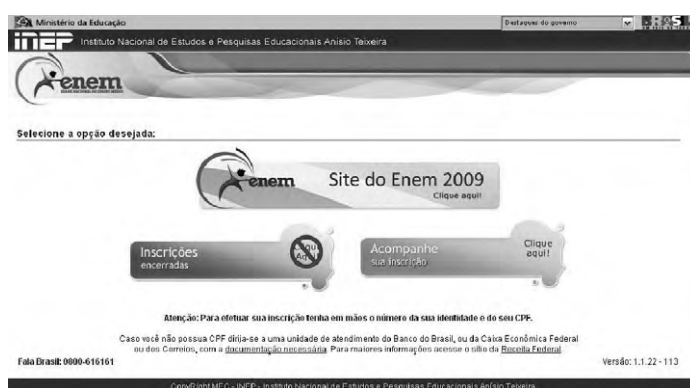 Ministério da Educação
Destaques do governo
INEP Instituto Nacional de Estudos e Pesquisas Educacionais Anísio Teixeira
enem
Selecione a opção desejada:
enem Site do Enem 2009
Clique aqui!
Inscrições
encerradas
Acompanhe
sua inscrição
Clique
aqui!
Atenção: Para efetuar sua inscrição tenha em mãos o número da sua identidade e do seu CPF.
Caso você não possua CPF dirija-se a uma unidade de atendimento do Banco do Brasil, ou da Caixa Econômica Federal
ou dos Correios, com a documentação necessária. Para maiores informações acesse o sítio da Receita Federal.
Fala Brasil: 0800-616161
Versão: 1.1.22 - 113
CopyRight MEC - INEP - Instituto Nacional de Estudos e Pesquisas Educacionais Anísio Teixeira